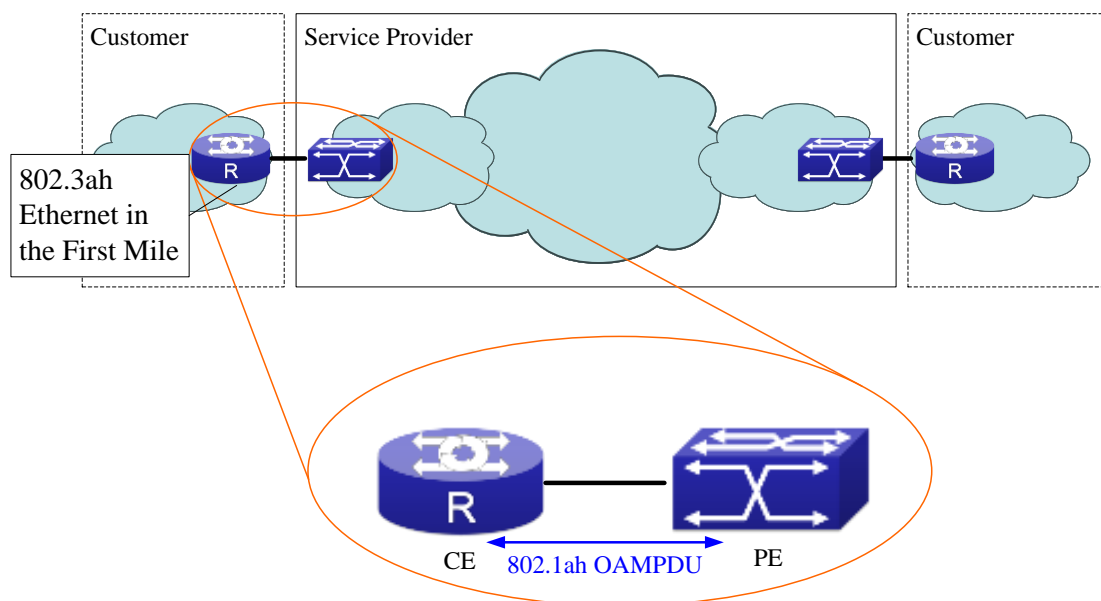 Customer
Service Provider
Customer
R
R
802.3ah
Ethernet in
the First Mile
R
CE
802.1ah OAMPDU
PE